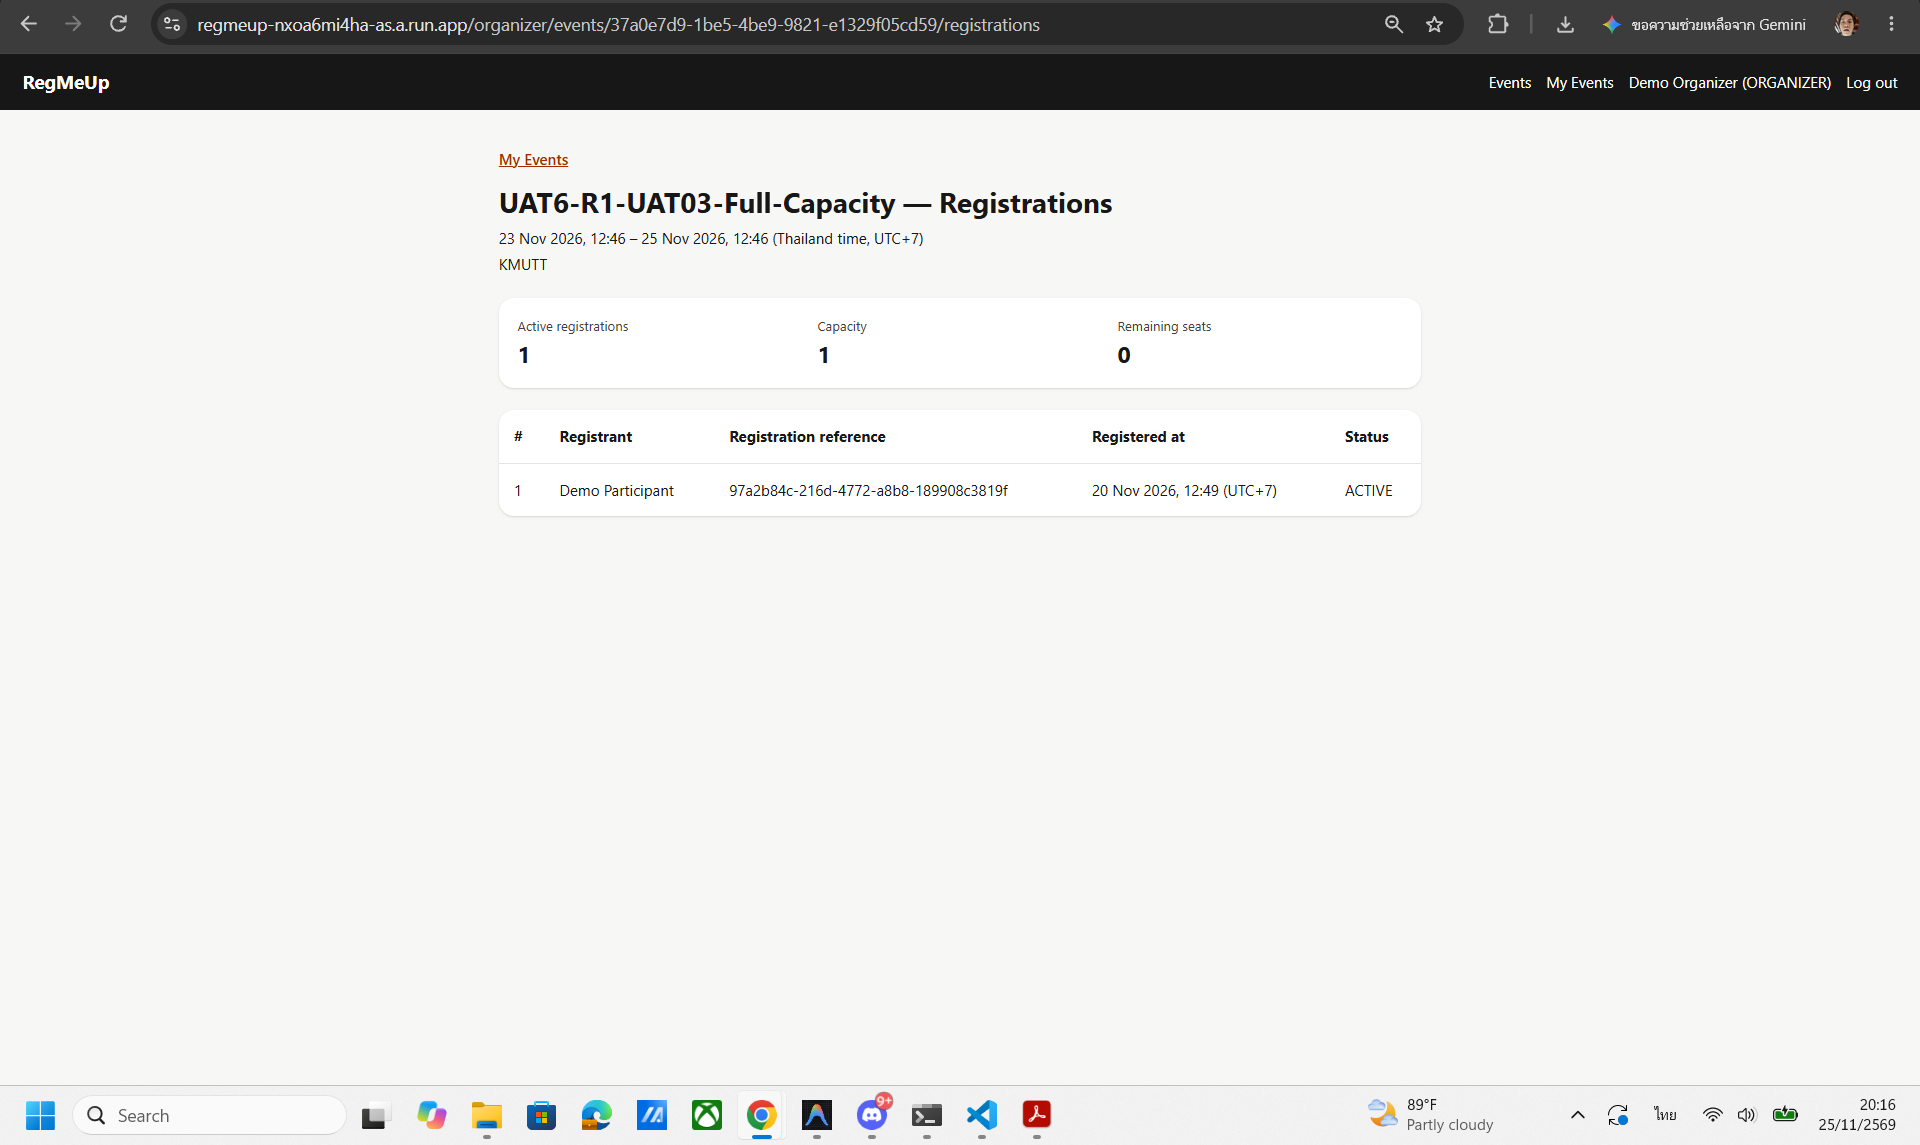 regmeup-nxoa6mi4ha-as.a.run.app/organizer/events/37a0e7d9-1be5-4be9-9821-e1329f05cd59/registrations
ขอความช่วยเหลือจาก Gemini
RegMeUp
Events My Events Demo Organizer (ORGANIZER) Log out
My Events
UAT6-R1-UAT03-Full-Capacity — Registrations
23 Nov 2026, 12:46 – 25 Nov 2026, 12:46 (Thailand time, UTC+7)
KMUTT
Active registrations Capacity Remaining seats
1 1 0
# Registrant Registration reference Registered at Status
1 Demo Participant 97a2b84c-216d-4772-a8b8-189908c3819f 20 Nov 2026, 12:49 (UTC+7) ACTIVE
Search
9+
89°F
Partly cloudy
ไทย
20:16
25/11/2569